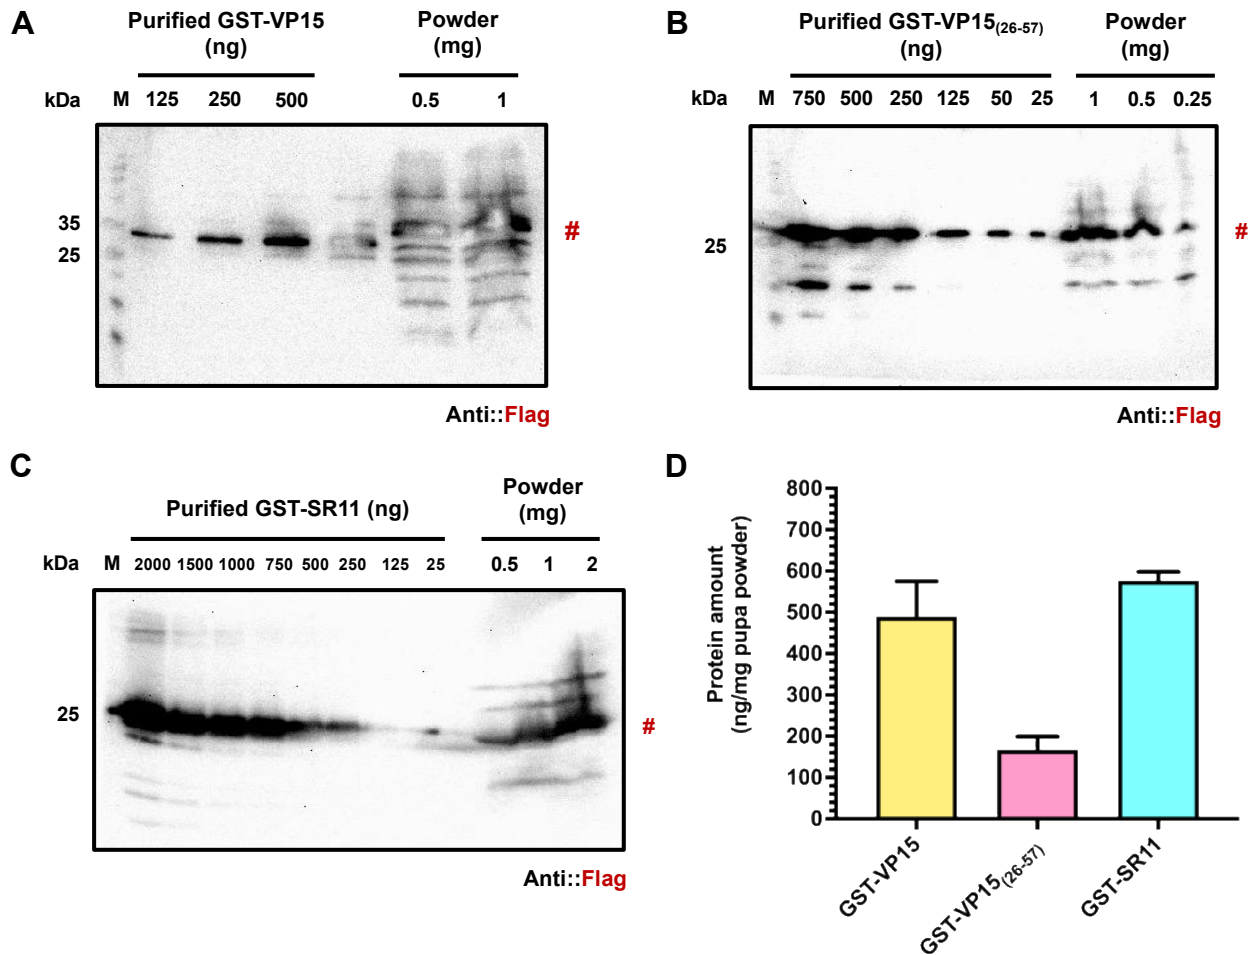 A
Purified GST-VP15
(ng)
Powder
(mg)
kDa M 125 250 500 0.5 1
35
25
#
Anti::Flag
B
Purified GST-VP15(26-57)
(ng)
Powder
(mg)
kDa M 750 500 250 125 50 25 1 0.5 0.25
25
#
Anti::Flag
C
Purified GST-SR11 (ng)
Powder
(mg)
kDa M 2000 1500 1000 750 500 250 125 25 0.5 1 2
25
#
Anti::Flag
D
Protein amount
(ng/mg pupa powder)
800
700
600
500
400
300
200
100
0
GST-VP15
GST-VP15(26-57)
GST-SR11